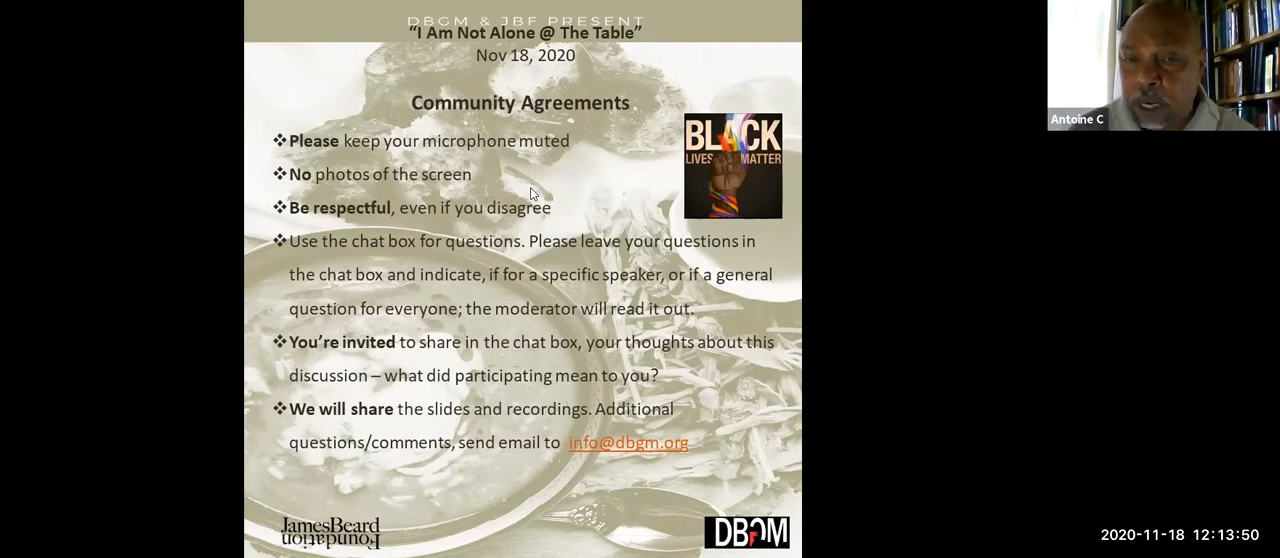 DBGM & JBF PRESENT
“I Am Not Alone @ The Table”
Nov 18, 2020
Community Agreements
❖Please keep your microphone muted
❖No photos of the screen
❖Be respectful, even if you disagree
❖Use the chat box for questions. Please leave your questions in
the chat box and indicate, if for a specific speaker, or if a general
question for everyone; the moderator will read it out.
❖You’re invited to share in the chat box, your thoughts about this
discussion – what did participating mean to you?
❖We will share the slides and recordings. Additional
questions/comments, send email to info@dbgm.org
BLACK
LIVES MATTER
JamesBeard
Foundation
DBGM
Antoine C
2020-11-18 12:13:50